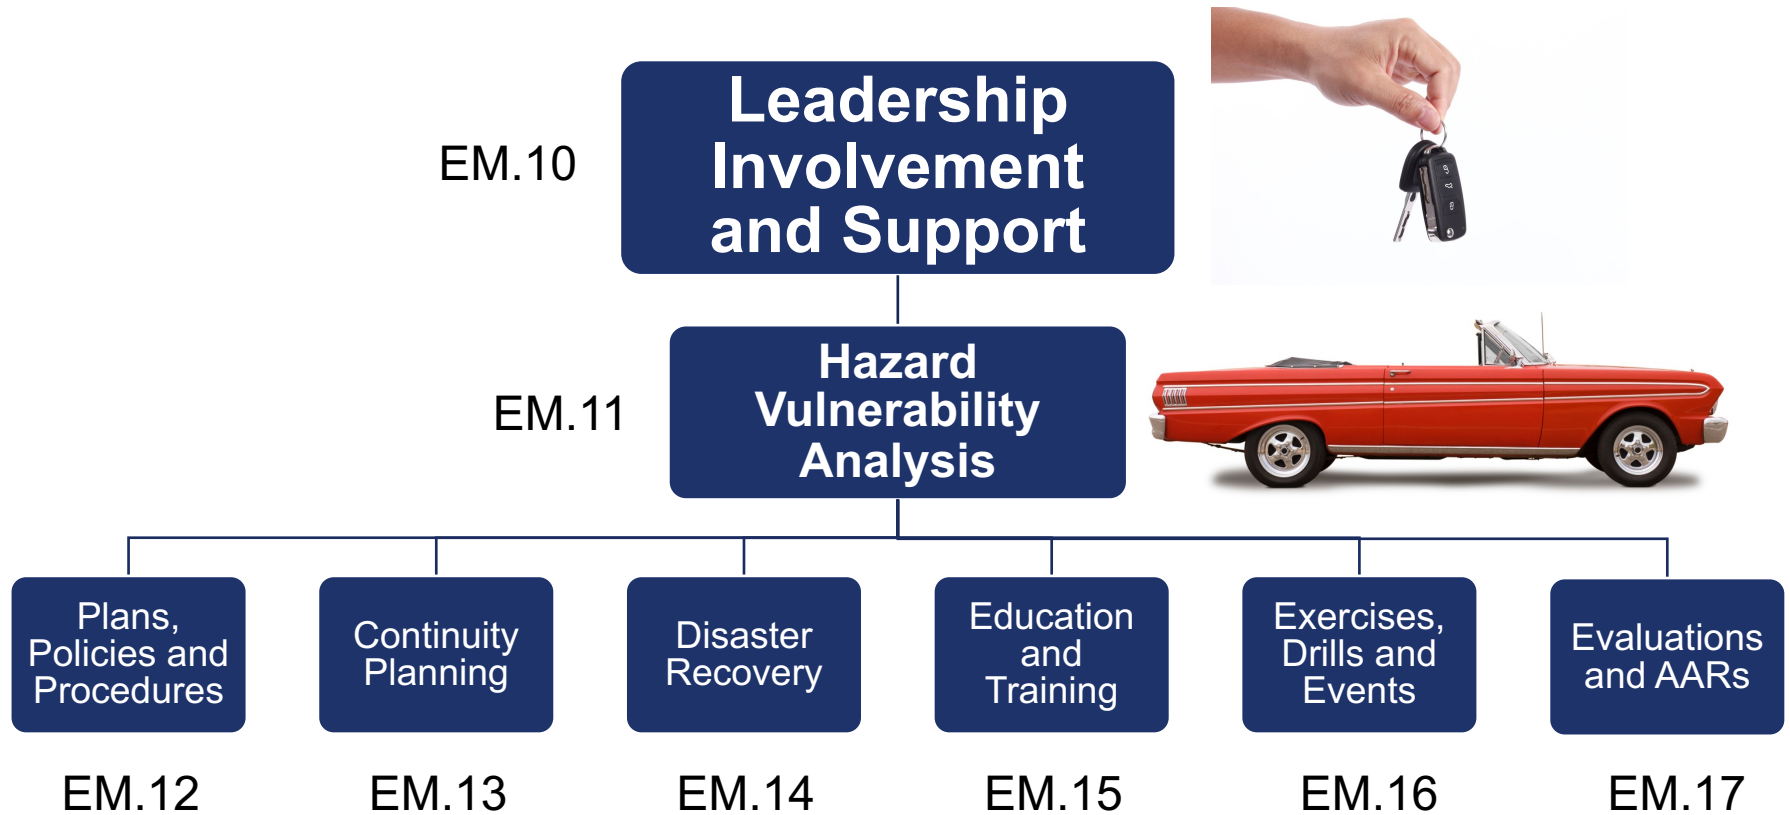 EM.10
Leadership
Involvement
and Support
EM.11
Hazard
Vulnerability
Analysis
Plans,
Policies and
Procedures
Continuity
Planning
Disaster
Recovery
Education
and
Training
Exercises,
Drills and
Events
Evaluations
and AARs
EM.12
EM.13
EM.14
EM.15
EM.16
EM.17